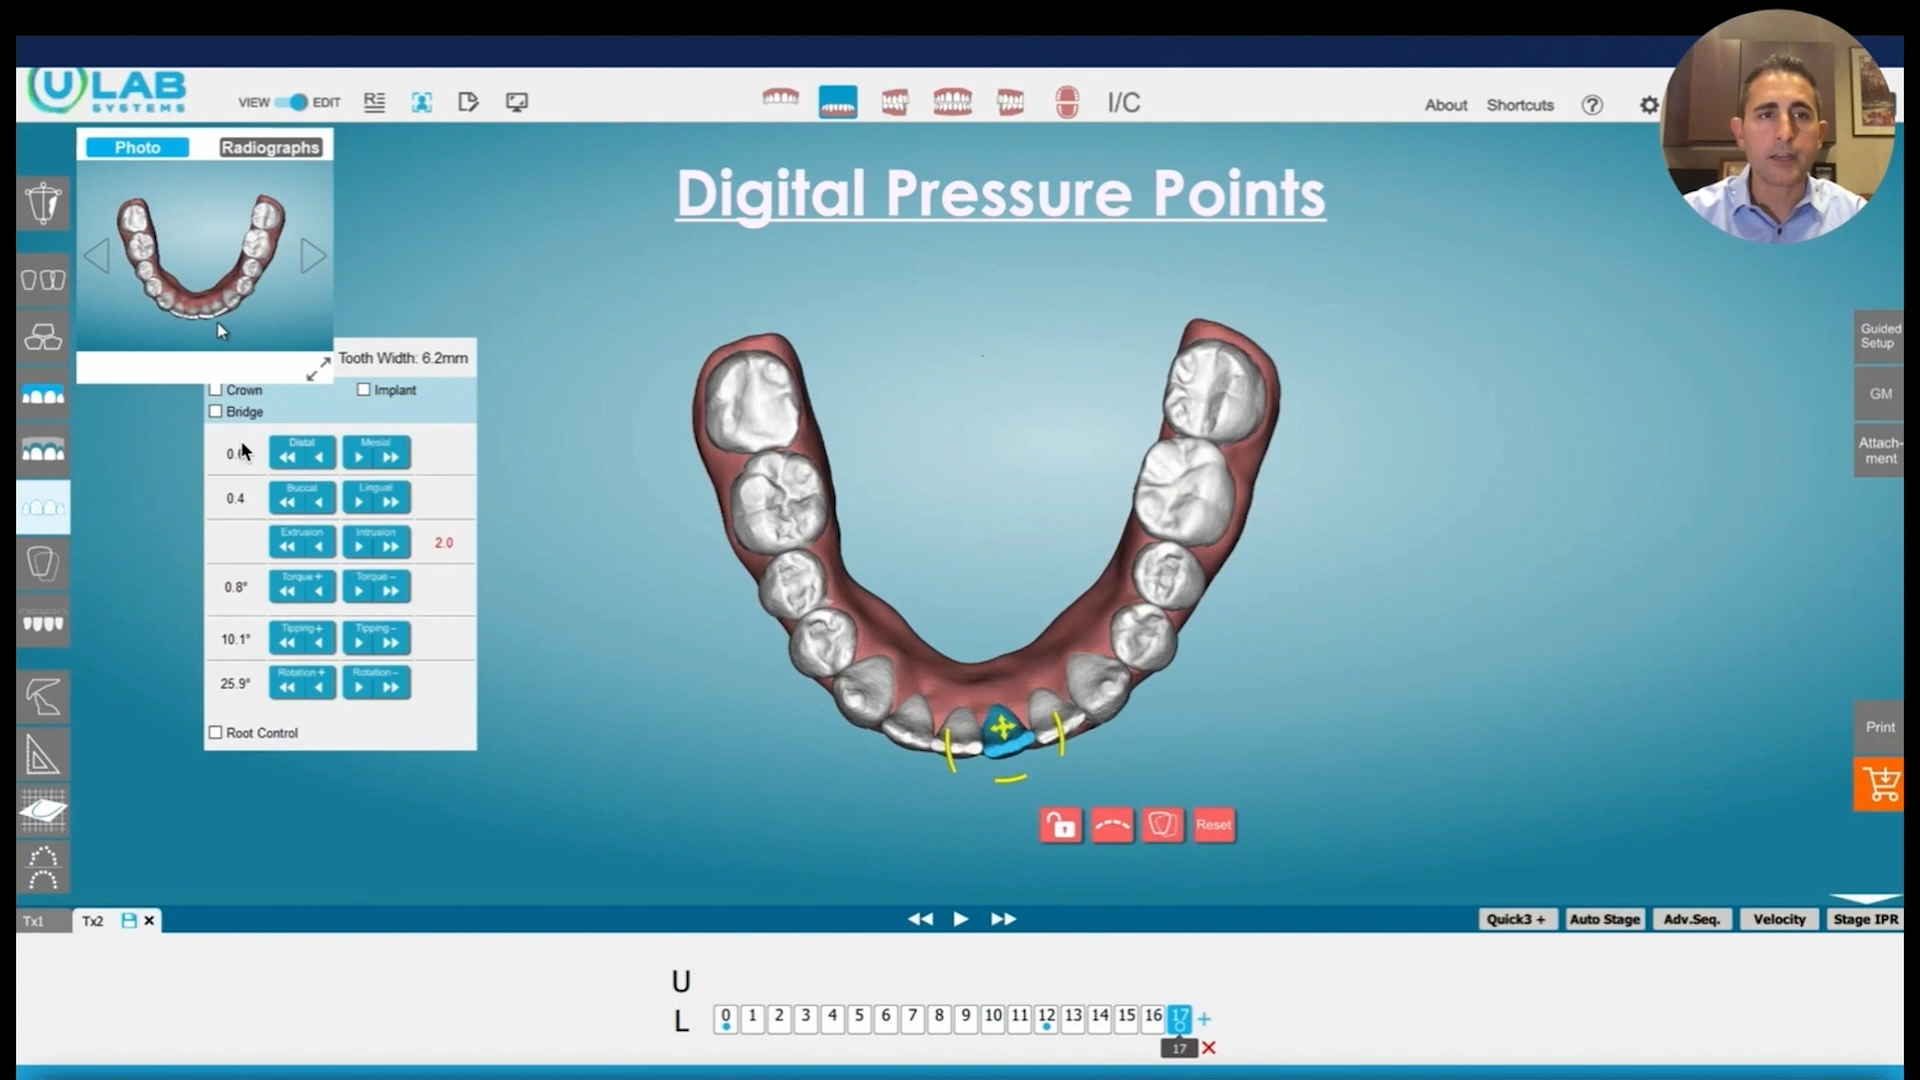 U LAB
SYSTEMS
VIEW EDIT
I/C
About Shortcuts ?
Photo Radiographs
Digital Pressure Points
Tooth Width: 6.2mm
Crown Implant
Bridge
Distal Mesial
Buccal Lingual
0.4
Extrusion Intrusion
2.0
Torque + Torque -
0.8°
Tipping+ Tipping-
10.1°
Rotation + Rotation-
25.9°
Root Control
Guided
Setup
GM
Attach-
ment
Print
Reset
Tx1 Tx2
Quick3 + Auto Stage Adv.Seq. Velocity Stage IPR
U
L 0 1 2 3 4 5 6 7 8 9 10 11 12 13 14 15 16 17 +
17